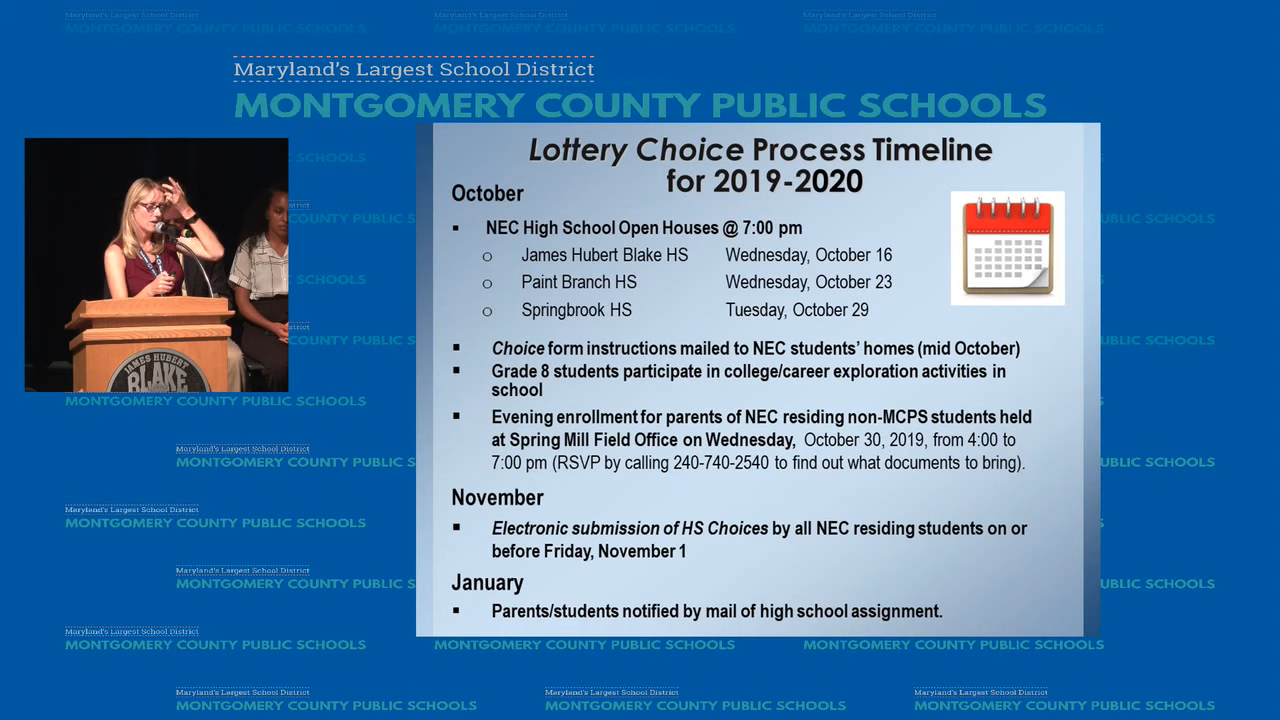 Maryland's Largest School District
MONTGOMERY COUNTY PUBLIC SCHOOLS
Lottery Choice Process Timeline
for 2019-2020
October
▪ NEC High School Open Houses @ 7:00 pm
o James Hubert Blake HS Wednesday, October 16
o Paint Branch HS Wednesday, October 23
o Springbrook HS Tuesday, October 29
▪ Choice form instructions mailed to NEC students' homes (mid October)
▪ Grade 8 students participate in college/career exploration activities in
school
▪ Evening enrollment for parents of NEC residing non-MCPS students held
at Spring Mill Field Office on Wednesday, October 30, 2019, from 4:00 to
7:00 pm (RSVP by calling 240-740-2540 to find out what documents to bring).
November
▪ Electronic submission of HS Choices by all NEC residing students on or
before Friday, November 1
January
▪ Parents/students notified by mail of high school assignment.
JAMES HUBERT
BLAKE